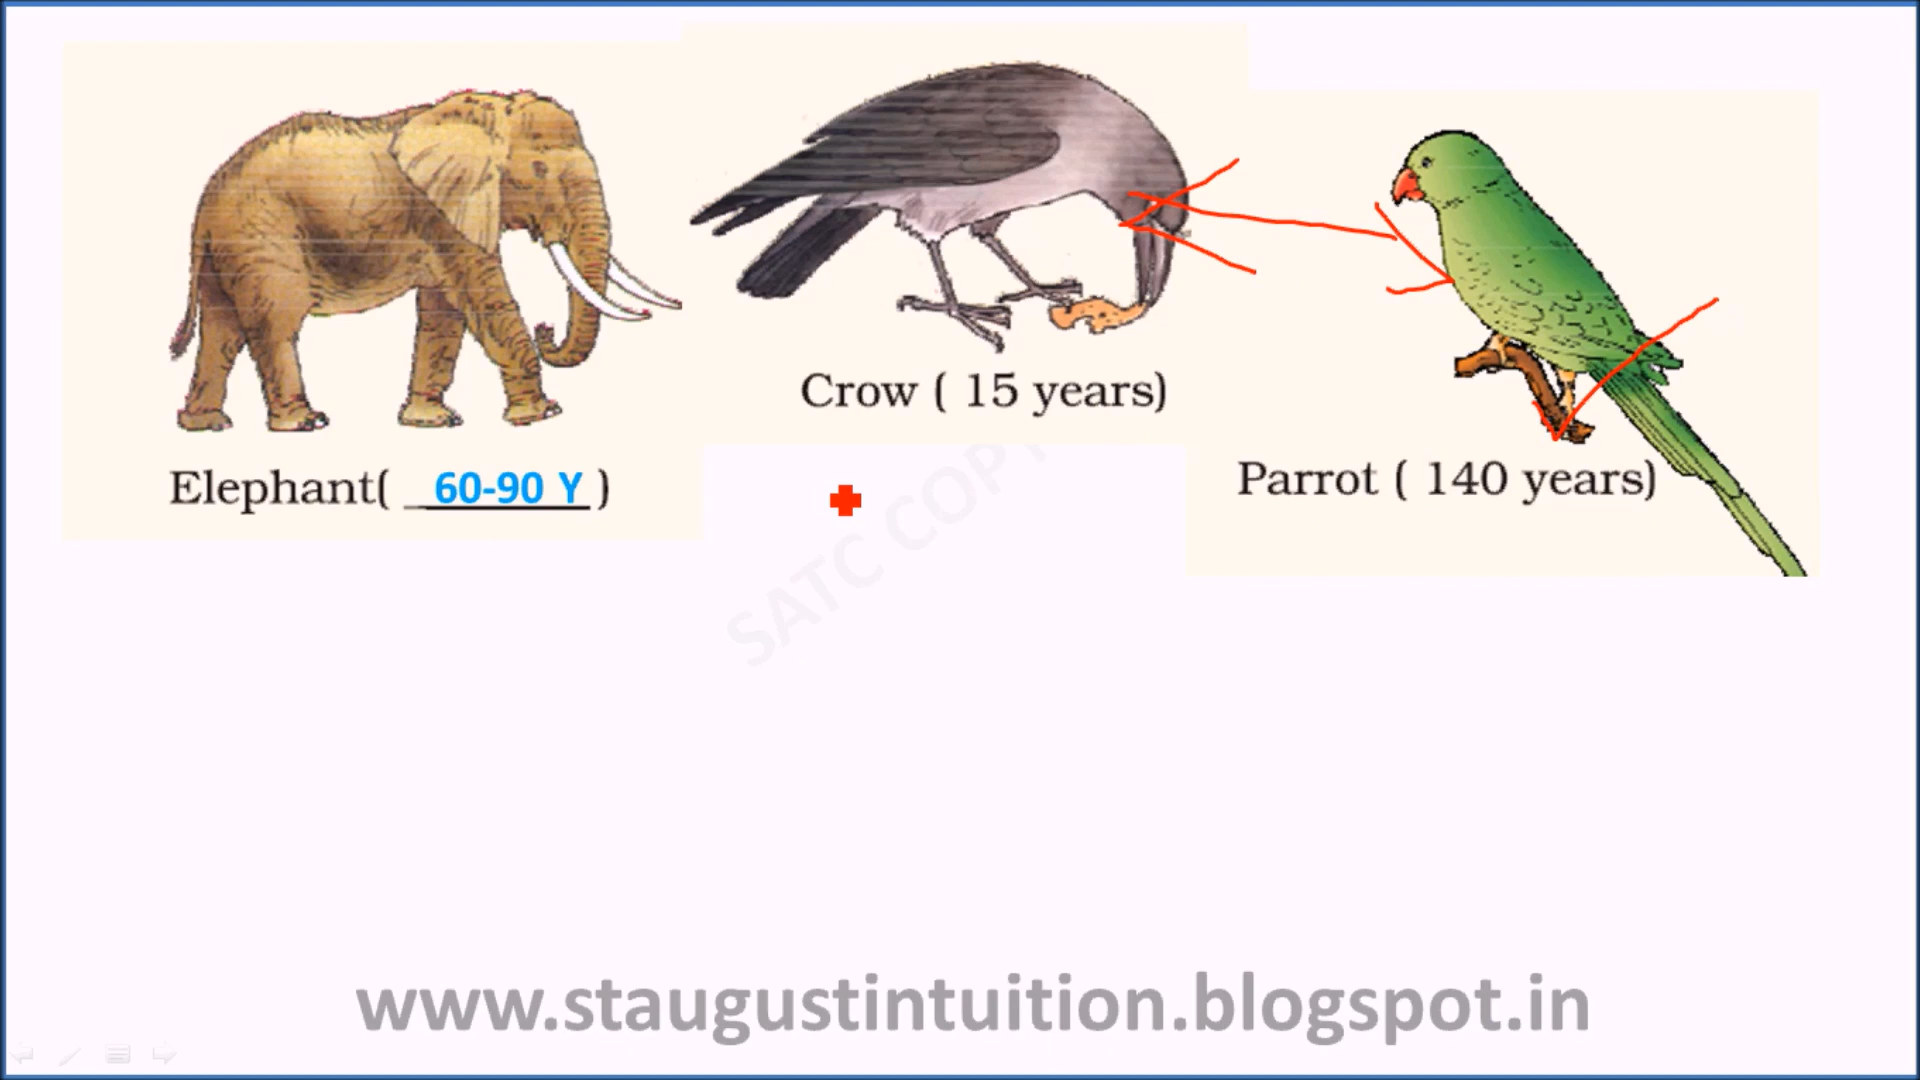 Crow ( 15 years)
Elephant( 60-90 Y )
Parrot ( 140 years)
SATC COPY
www.staugustintuition.blogspot.in